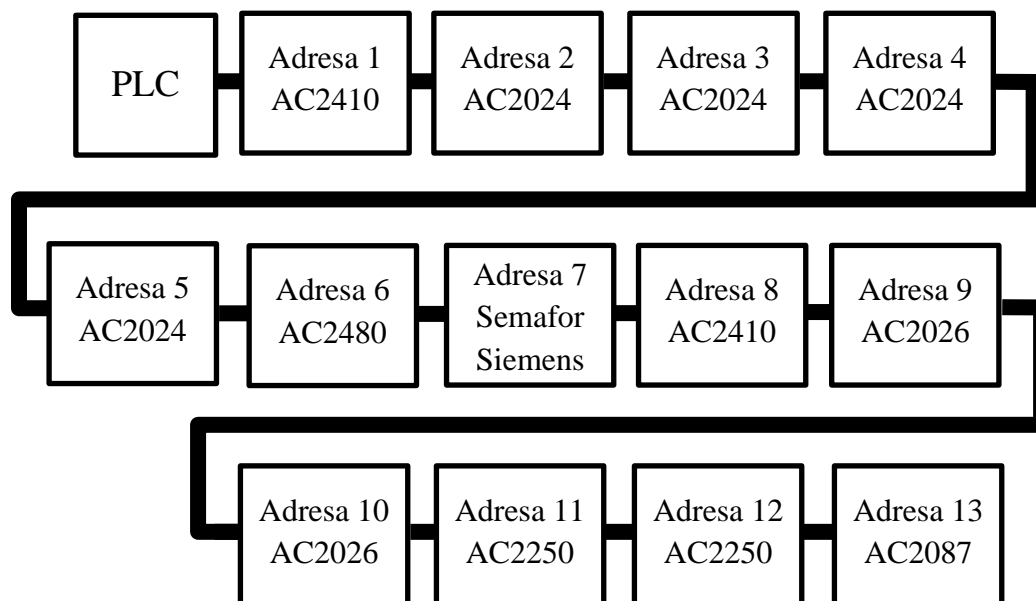 PLC
Adresa 1
AC2410
Adresa 2
AC2024
Adresa 3
AC2024
Adresa 4
AC2024
Adresa 5
AC2024
Adresa 6
AC2480
Adresa 7
Semafor
Siemens
Adresa 8
AC2410
Adresa 9
AC2026
Adresa 10
AC2026
Adresa 11
AC2250
Adresa 12
AC2250
Adresa 13
AC2087